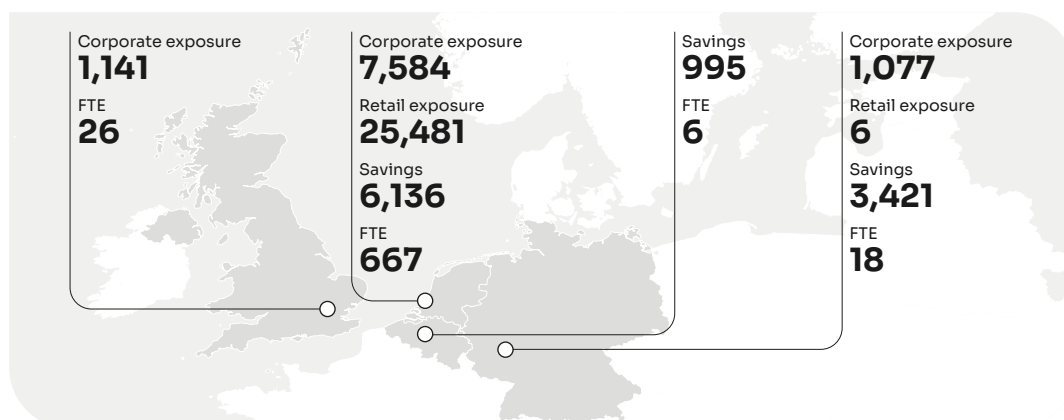 Corporate exposure
1,141
FTE
26
Corporate exposure
7,584
Retail exposure
25,481
Savings
6,136
FTE
667
Savings
995
FTE
6
Corporate exposure
1,077
Retail exposure
6
Savings
3,421
FTE
18